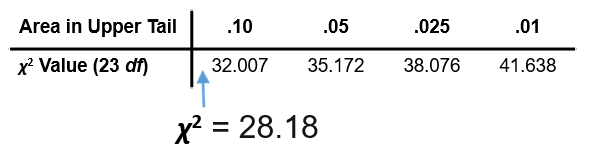 Area in Upper Tail .10 .05 .025 .01
χ² Value (23 df) 32.007 35.172 38.076 41.638
χ² = 28.18